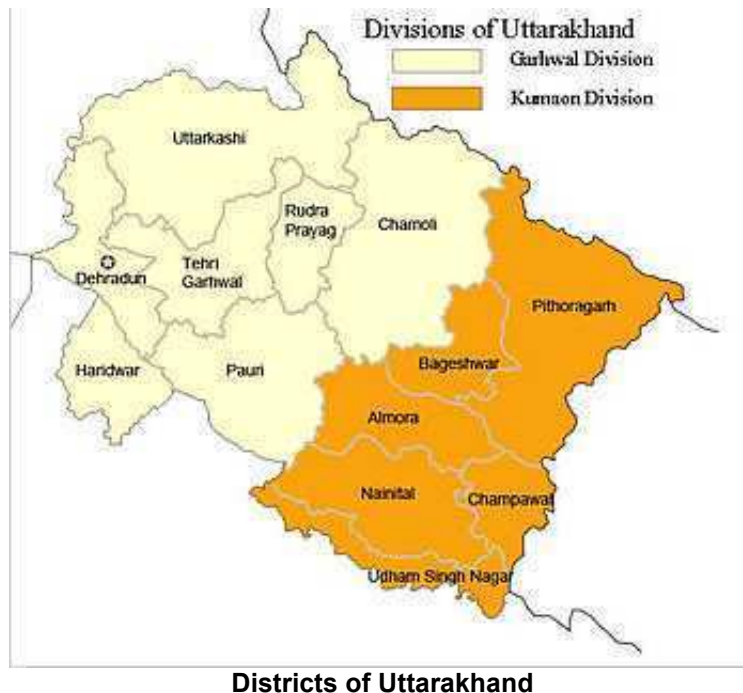 Divisions of Uttarakhand
Garhwal Division
Kumaon Division
Uttarkashi
Rudra
Prayag
Chamoli
Dehradun
Tehri
Garhwal
Pithoragarh
Haridwar
Pauri
Bageshwar
Almora
Nainital
Champawat
Udham Singh Nagar
Districts of Uttarakhand